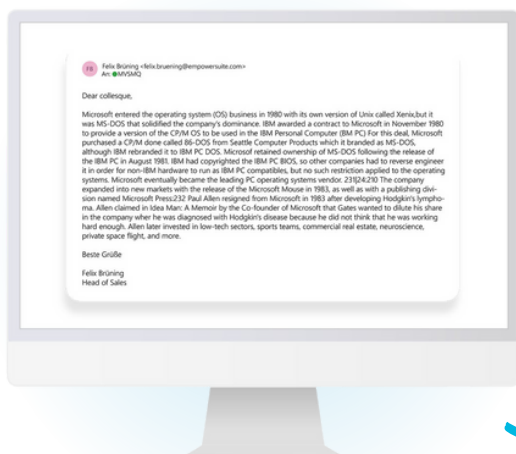 FB
Felix Brüning <felix.bruening@empowersuite.com>
An: MVSMQ
Dear collesque,
Microsoft entered the operating system (OS) business in 1980 with its own version of Unix called Xenix,but it
was MS-DOS that solidified the company's dominance. IBM awarded a contract to Microsoft in November 1980
to provide a version of the CP/M OS to be used in the IBM Personal Computer (BM PC) For this deal, Microsoft
purchased a CP/M done called 86-DOS from Seattle Computer Products which it branded as MS-DOS,
although IBM rebranded it to IBM PC DOS. Microsof retained ownership of MS-DOS following the release of
the IBM PC in August 1981. IBM had copyrighted the IBM PC BIOS, so other companies had to reverse engineer
it in order for non-IBM hardware to run as IBM PC compatibles, but no such restriction applied to the operating
systems. Microsoft eventually became the leading PC operating systems vendor. 231[24:210 The company
expanded into new markets with the release of the Microsoft Mouse in 1983, as well as with a publishing divi-
sion named Microsoft Press:232 Paul Allen resigned from Microsoft in 1983 after developing Hodgkin's lympho-
ma. Allen claimed in Idea Man: A Memoir by the Co-founder of Microsoft that Gates wanted to dilute his share
in the company wher he was diagnosed with Hodgkin's disease because he did not think that he was working
hard enough. Allen later invested in low-tech sectors, sports teams, commercial real estate, neuroscience,
private space flight, and more.
Beste Grüße
Felix Brüning
Head of Sales